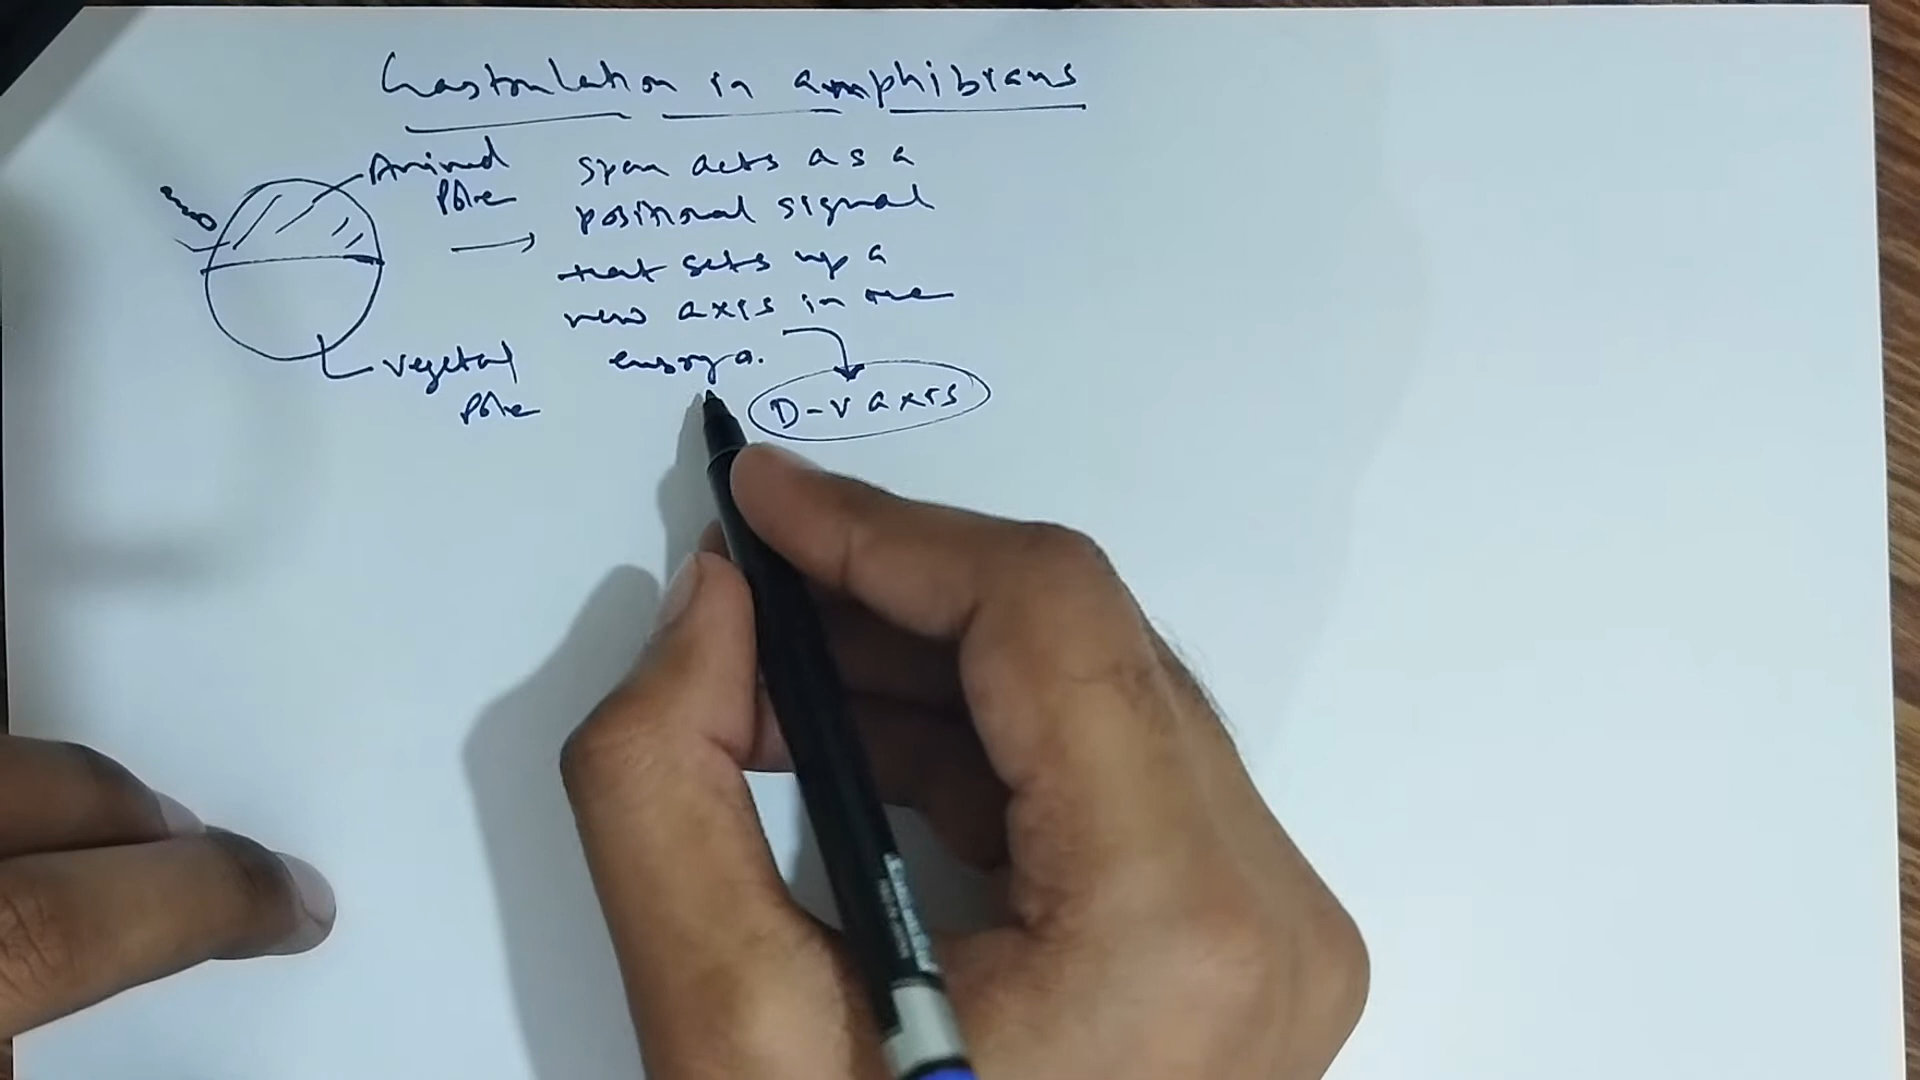 Gastrulation in amphibians
Animal
Pole
sperm acts as a
positional signal
that sets up a
new axis in the
embryo.
D-V axis
Vegetal
Pole